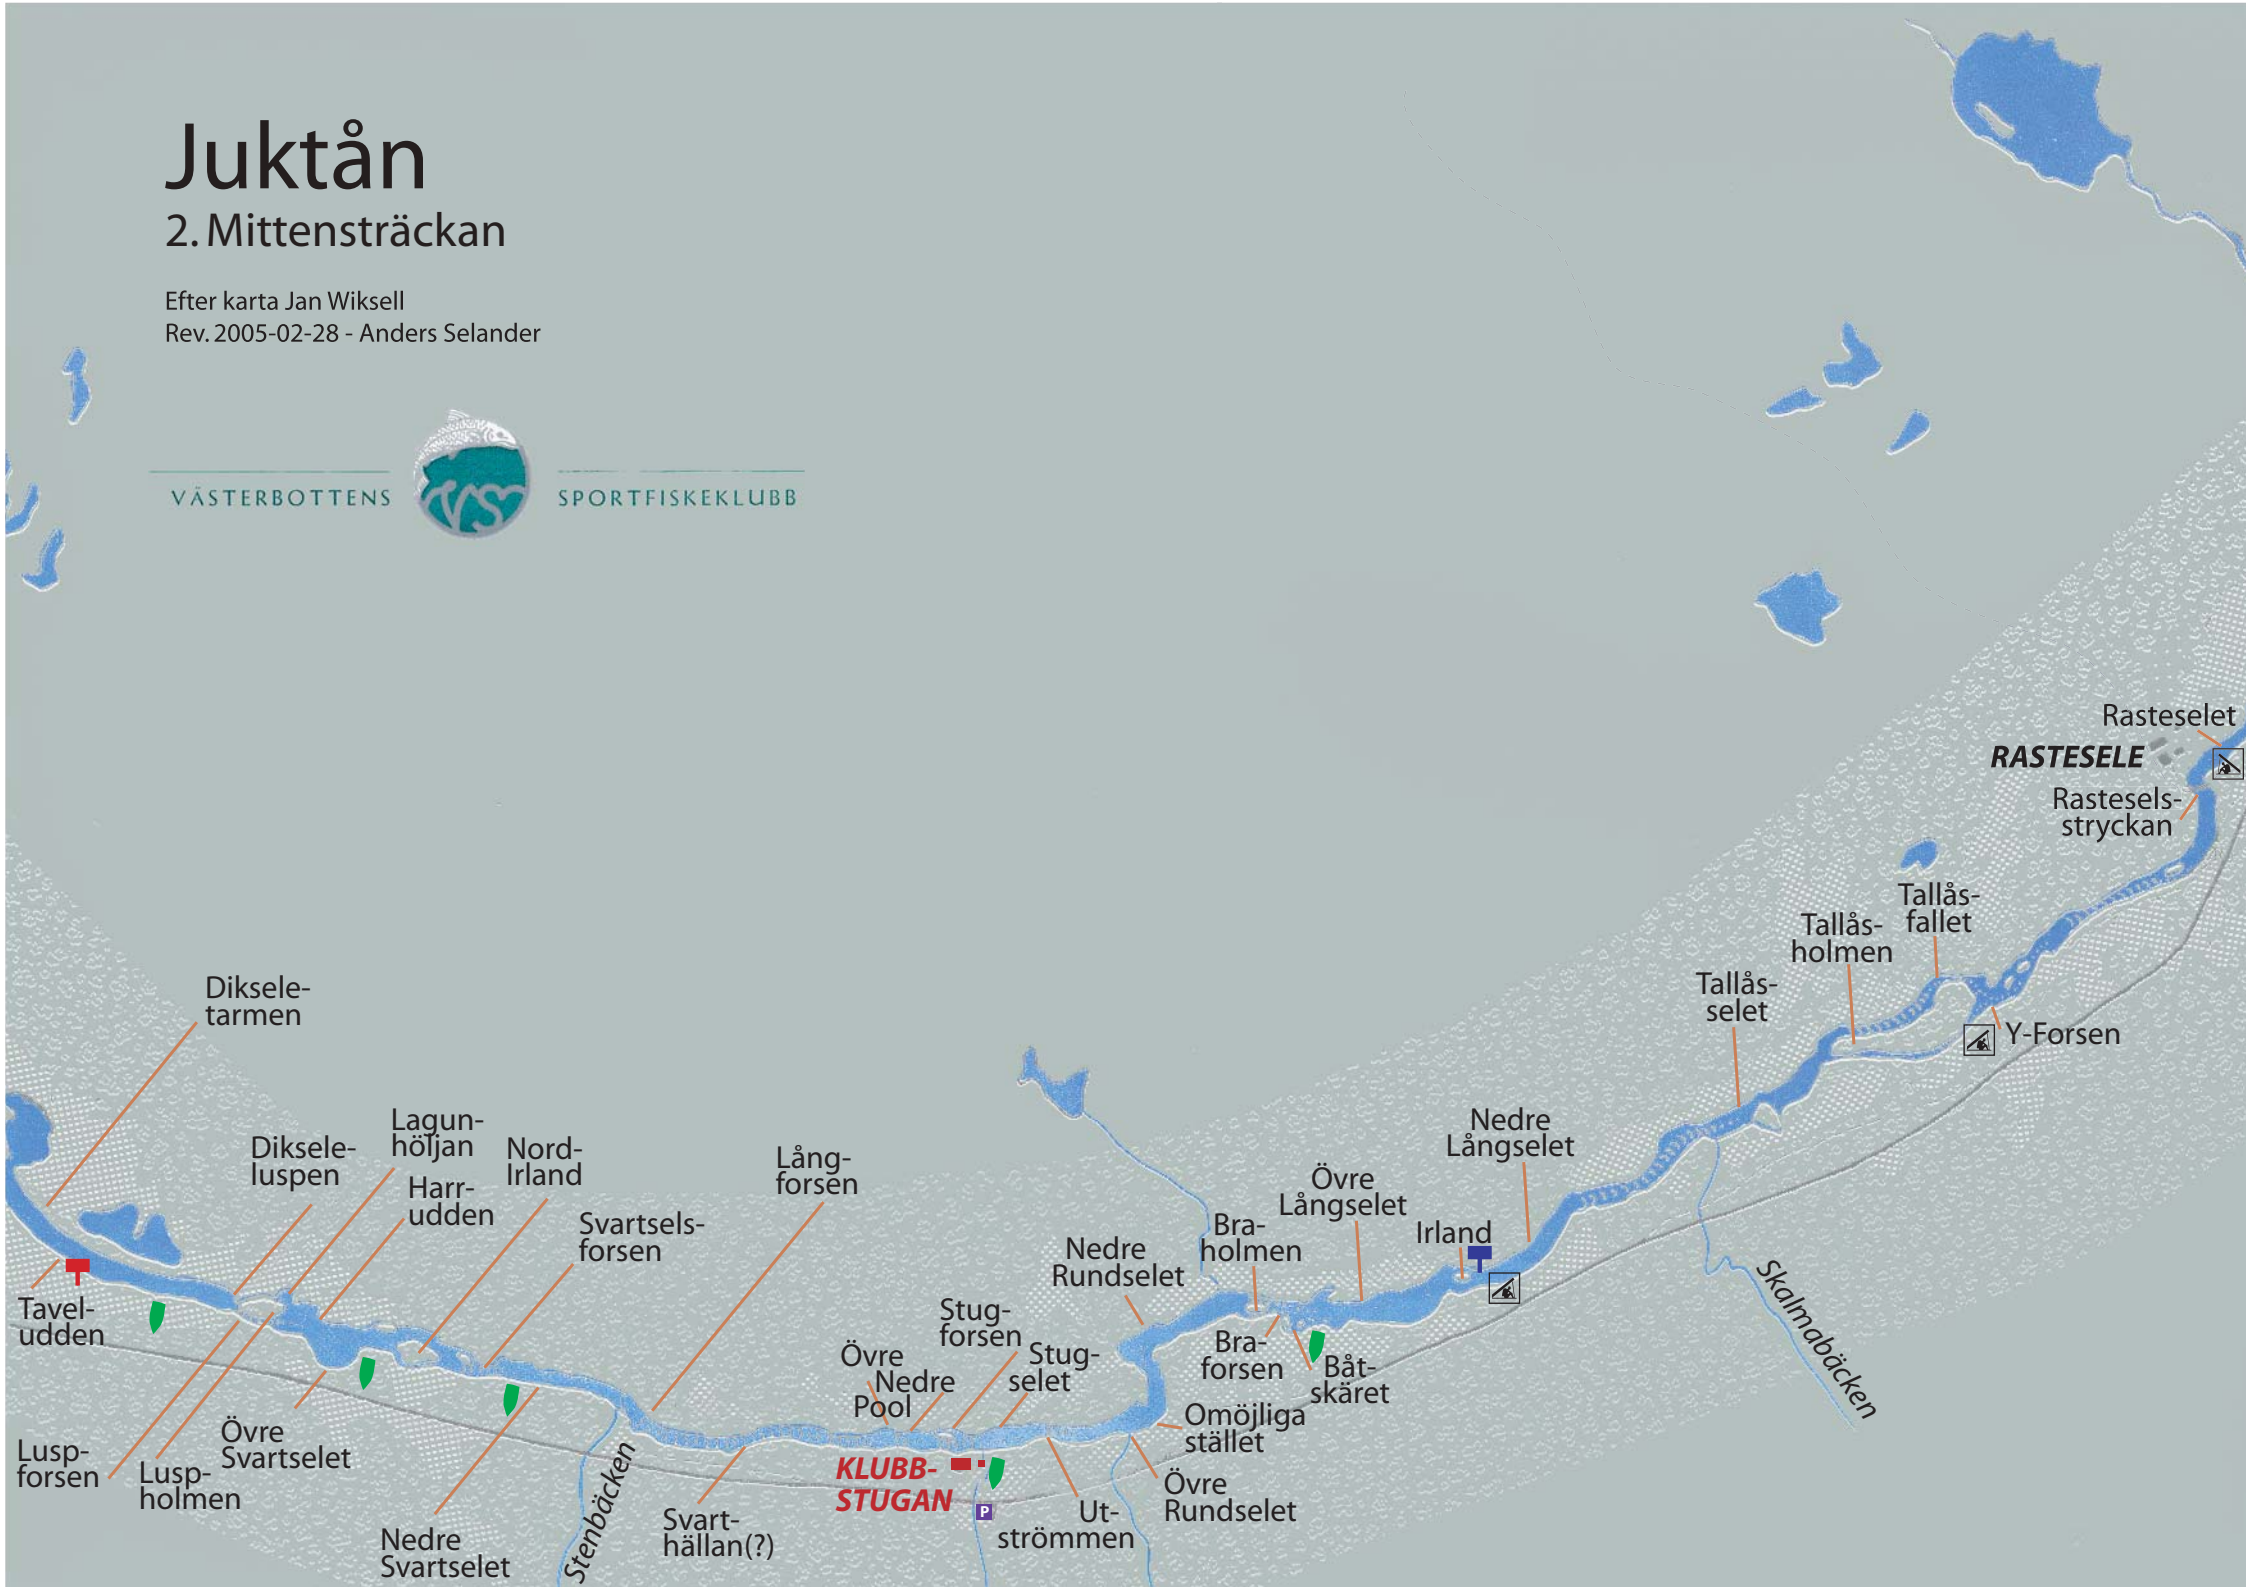 Juktån
2. Mittensträckan
Efter karta Jan Wiksell
Rev. 2005-02-28 - Anders Selander
VÄSTERBOTTENS
SPORTFISKEKLUBB
Rasteselet
RASTESELE
Rastesels-
stryckan
Tallås-
fallet
Tallås-
holmen
Tallås-
selet
Y-Forsen
Diksele-
tarmen
Lagun-
höljan
Diksele-
luspen
Nord-
Irland
Harr-
udden
Svartsels-
forsen
Lång-
forsen
Nedre
Långselet
Övre
Långselet
Irland
Bra-
holmen
Nedre
Rundselet
Skalmabäcken
Tavel-
udden
Stug-
forsen
Stug-
selet
Bra-
forsen
Båt-
skäret
Övre
Nedre
Pool
Omöjliga
stället
Övre
Svartselet
Lusp-
forsen
Lusp-
holmen
KLUBB-
STUGAN
P
Övre
Rundselet
Ut-
strömmen
Svart-
hällan(?)
Stenbäcken
Nedre
Svartselet